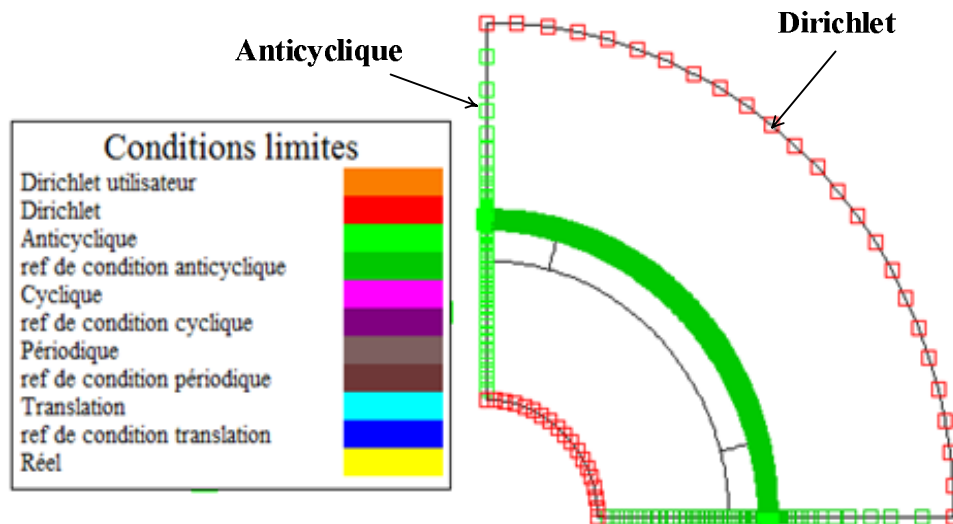 Dirichlet
Anticyclique
Conditions limites
Dirichlet utilisateur
Dirichlet
Anticyclique
ref de condition anticyclique
Cyclique
ref de condition cyclique
Périodique
ref de condition périodique
Translation
ref de condition translation
Réel